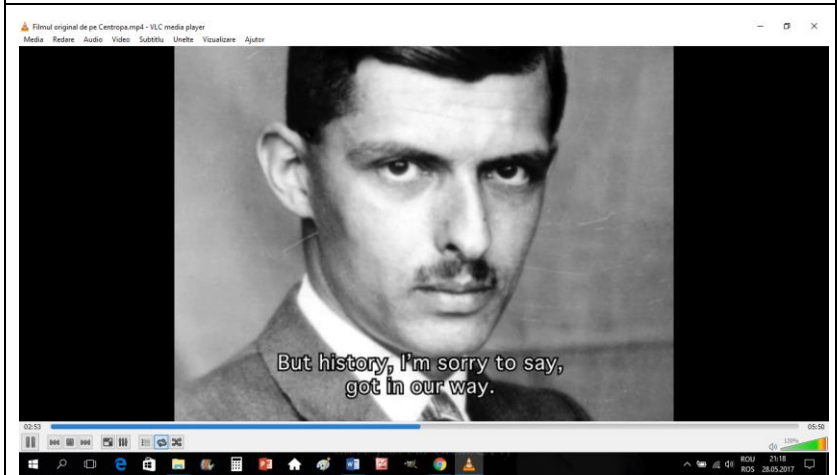 Filmul original de pe Centropa.mp4 - VLC media player
Media Redare Audio Video Subtitlu Unelte Vizualizare Ajutor
But history, I'm sorry to say,
got in our way.
02:53 05:50
120%
ROU 21:18
ROS 28.05.2017